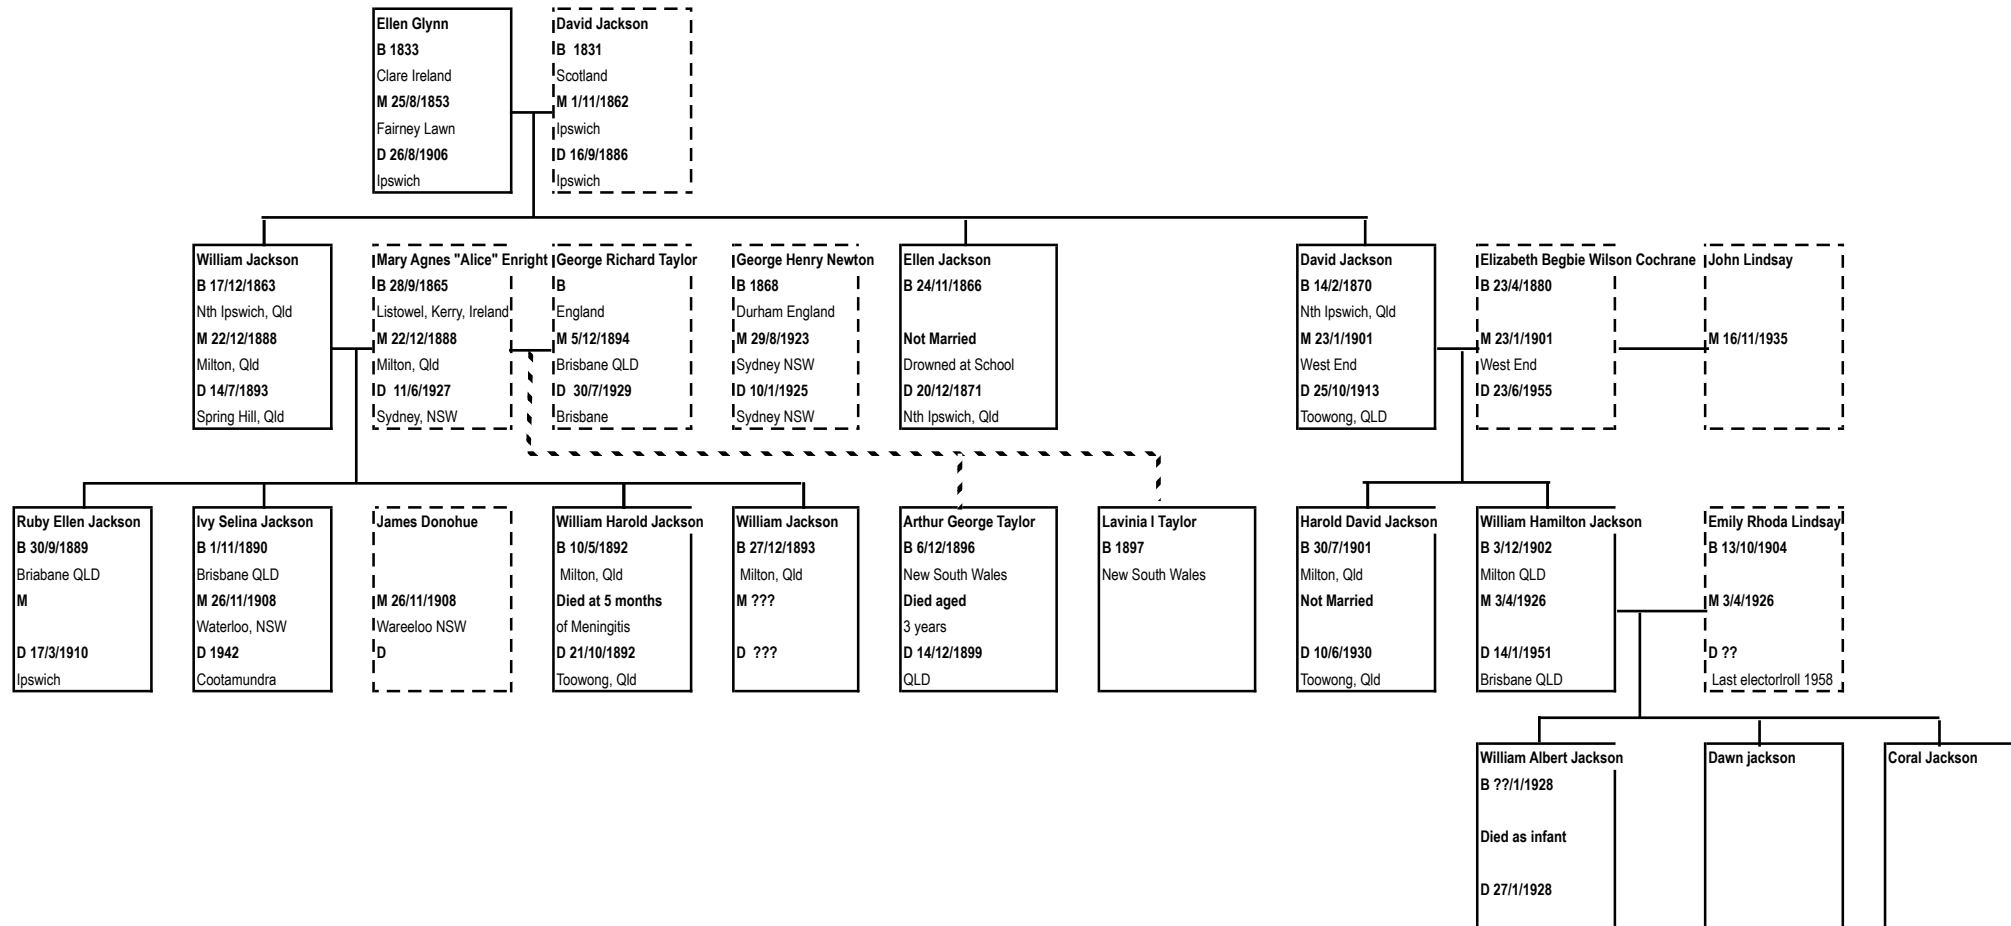 Ellen Glynn
B 1833
Clare Ireland
M 25/8/1853
Fairney Lawn
D 26/8/1906
Ipswich
David Jackson
B 1831
Scotland
M 1/11/1862
Ipswich
D 16/9/1886
Ipswich
William Jackson
B 17/12/1863
Nth Ipswich, Qld
M 22/12/1888
Milton, Qld
D 14/7/1893
Spring Hill, Qld
Mary Agnes "Alice" Enright
B 28/9/1865
Listowel, Kerry, Ireland
M 22/12/1888
Milton, Qld
D 11/6/1927
Sydney, NSW
George Richard Taylor
B
England
M 5/12/1894
Brisbane QLD
D 30/7/1929
Brisbane
George Henry Newton
B 1868
Durham England
M 29/8/1923
Sydney NSW
D 10/1/1925
Sydney NSW
Ellen Jackson
B 24/11/1866
Not Married
Drowned at School
D 20/12/1871
Nth Ipswich, Qld
David Jackson
B 14/2/1870
Nth Ipswich, Qld
M 23/1/1901
West End
D 25/10/1913
Toowong, QLD
Elizabeth Begbie Wilson Cochrane
B 23/4/1880
M 23/1/1901
West End
D 23/6/1955
John Lindsay
M 16/11/1935
Ruby Ellen Jackson
B 30/9/1889
Briabane QLD
M
D 17/3/1910
Ipswich
Ivy Selina Jackson
B 1/11/1890
Brisbane QLD
M 26/11/1908
Waterloo, NSW
D 1942
Cootamundra
James Donohue
M 26/11/1908
Wareeloo NSW
D
William Harold Jackson
B 10/5/1892
Milton, Qld
Died at 5 months
of Meningitis
D 21/10/1892
Toowong, Qld
William Jackson
B 27/12/1893
Milton, Qld
M ???
D ???
Arthur George Taylor
B 6/12/1896
New South Wales
Died aged
3 years
D 14/12/1899
QLD
Lavinia I Taylor
B 1897
New South Wales
Harold David Jackson
B 30/7/1901
Milton, Qld
Not Married
D 10/6/1930
Toowong, Qld
William Hamilton Jackson
B 3/12/1902
Milton QLD
M 3/4/1926
D 14/1/1951
Brisbane QLD
Emily Rhoda Lindsay
B 13/10/1904
M 3/4/1926
D ??
Last electorlroll 1958
William Albert Jackson
B ??/1/1928
Died as infant
D 27/1/1928
Dawn jackson
Coral Jackson